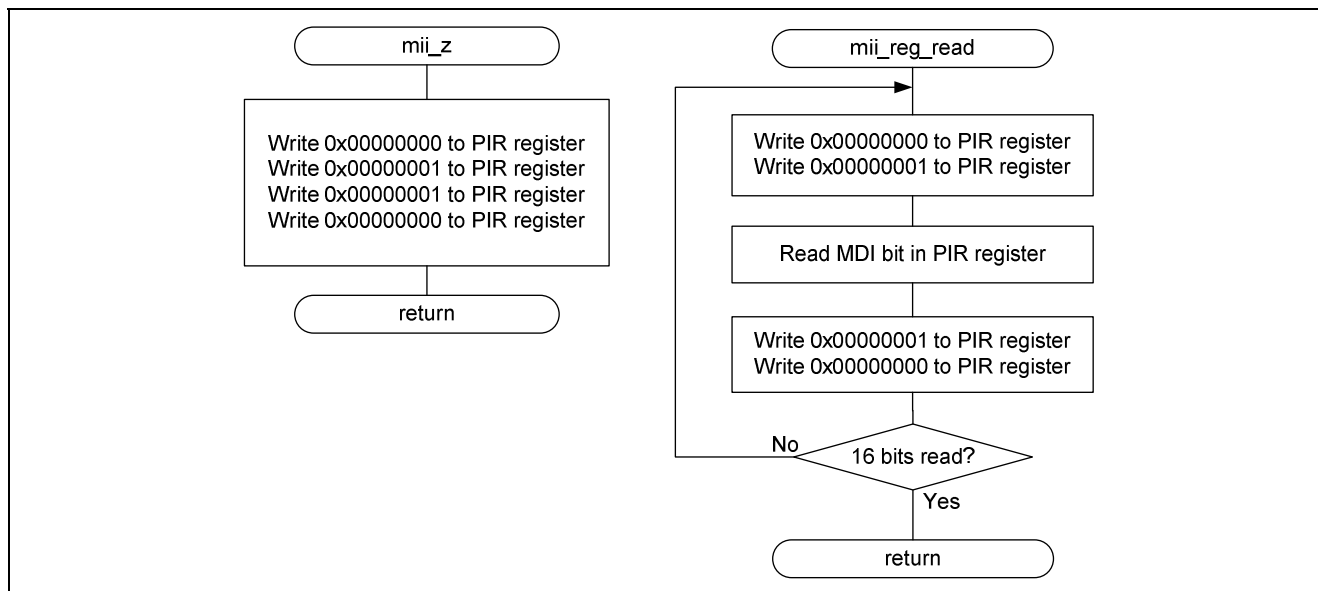 mii_z
Write 0x00000000 to PIR register
Write 0x00000001 to PIR register
Write 0x00000001 to PIR register
Write 0x00000000 to PIR register
return
mii_reg_read
Write 0x00000000 to PIR register
Write 0x00000001 to PIR register
Read MDI bit in PIR register
Write 0x00000001 to PIR register
Write 0x00000000 to PIR register
No
16 bits read?
Yes
return